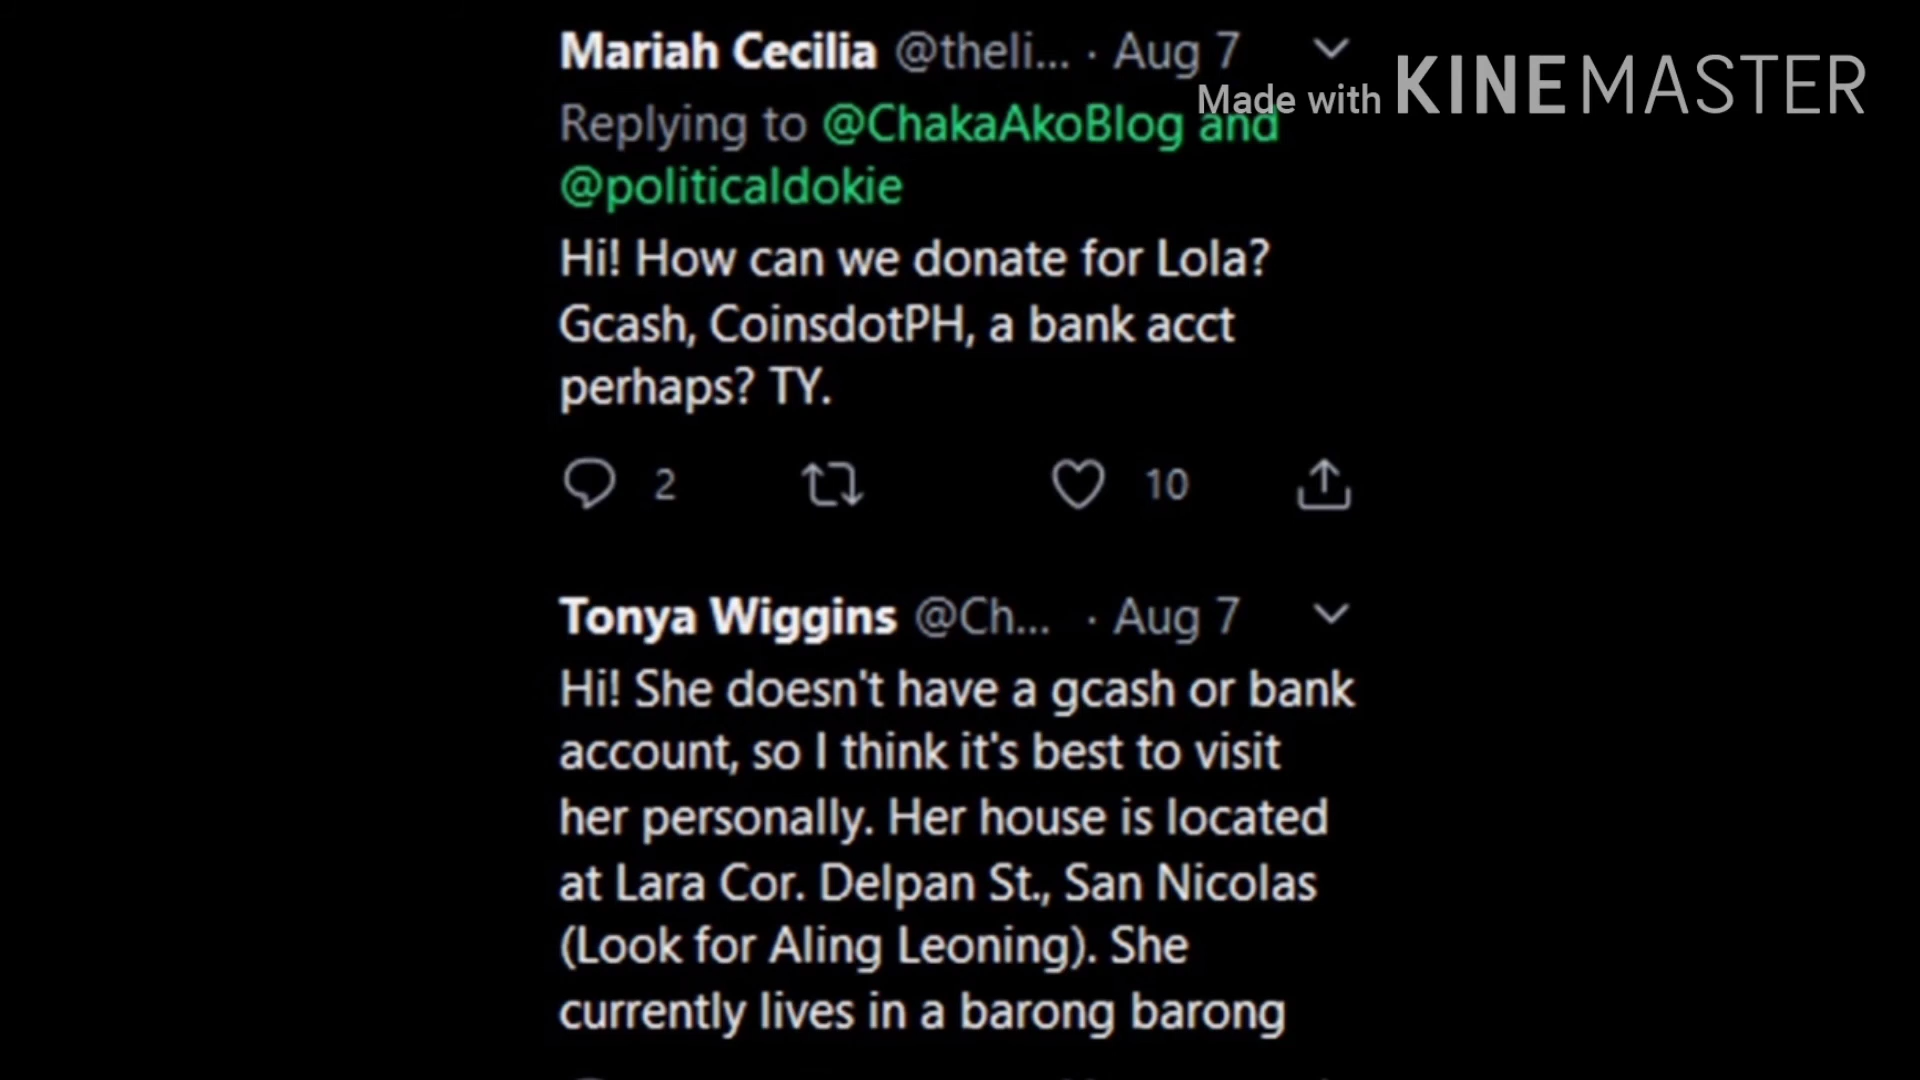 Mariah Cecilia @theli... · Aug 7
Made with KINEMASTER
Replying to @ChakaAkoBlog and
@politicaldokie
Hi! How can we donate for Lola?
Gcash, CoinsdotPH, a bank acct
perhaps? TY.
2 10
Tonya Wiggins @Ch... · Aug 7
Hi! She doesn't have a gcash or bank
account, so I think it's best to visit
her personally. Her house is located
at Lara Cor. Delpan St., San Nicolas
(Look for Aling Leoning). She
currently lives in a barong barong